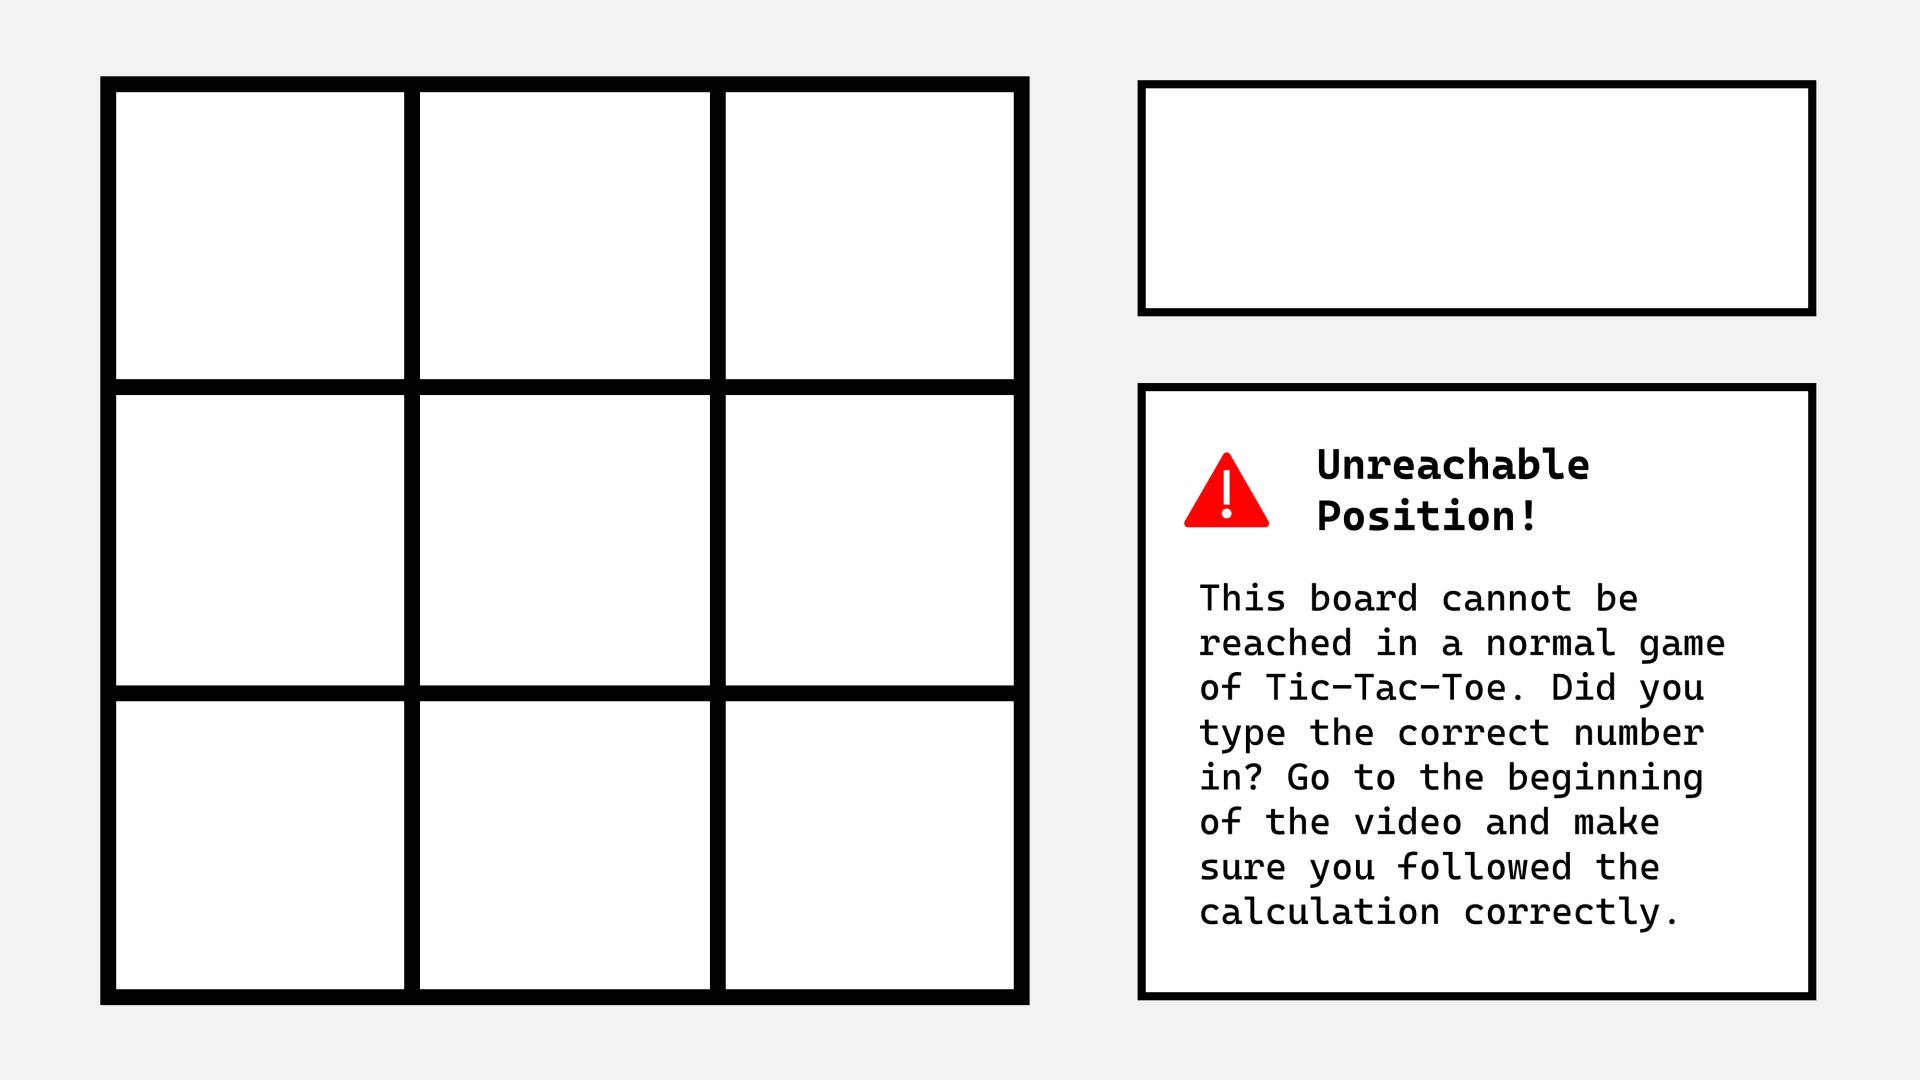 Unreachable
Position!
This board cannot be
reached in a normal game
of Tic-Tac-Toe. Did you
type the correct number
in? Go to the beginning
of the video and make
sure you followed the
calculation correctly.